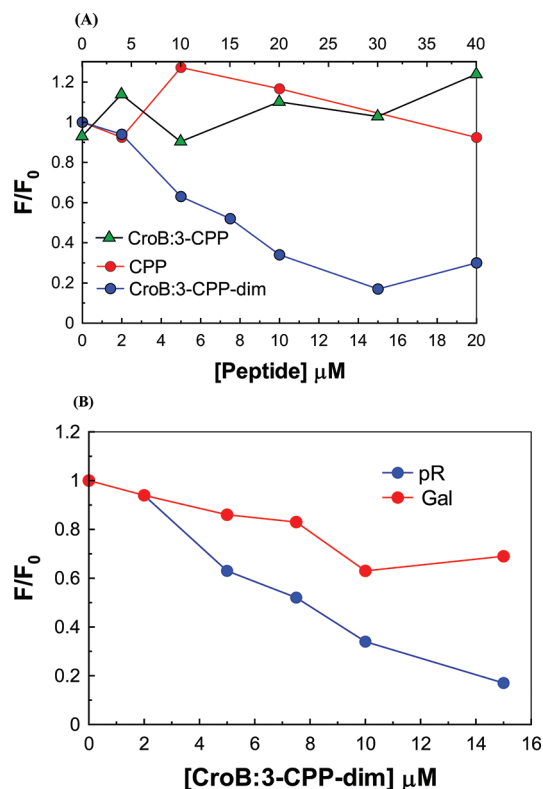 (A)
0 5 10 15 20 25 30 35 40
1.2
1
0.8
0.6
0.4
0.2
0
F/F0
CroB:3-CPP
CPP
CroB:3-CPP-dim
0 2 4 6 8 10 12 14 16 18 20
[Peptide] μM
(B)
1.2
1
0.8
0.6
0.4
0.2
0
F/F0
pR
Gal
0 2 4 6 8 10 12 14 16
[CroB:3-CPP-dim] μM